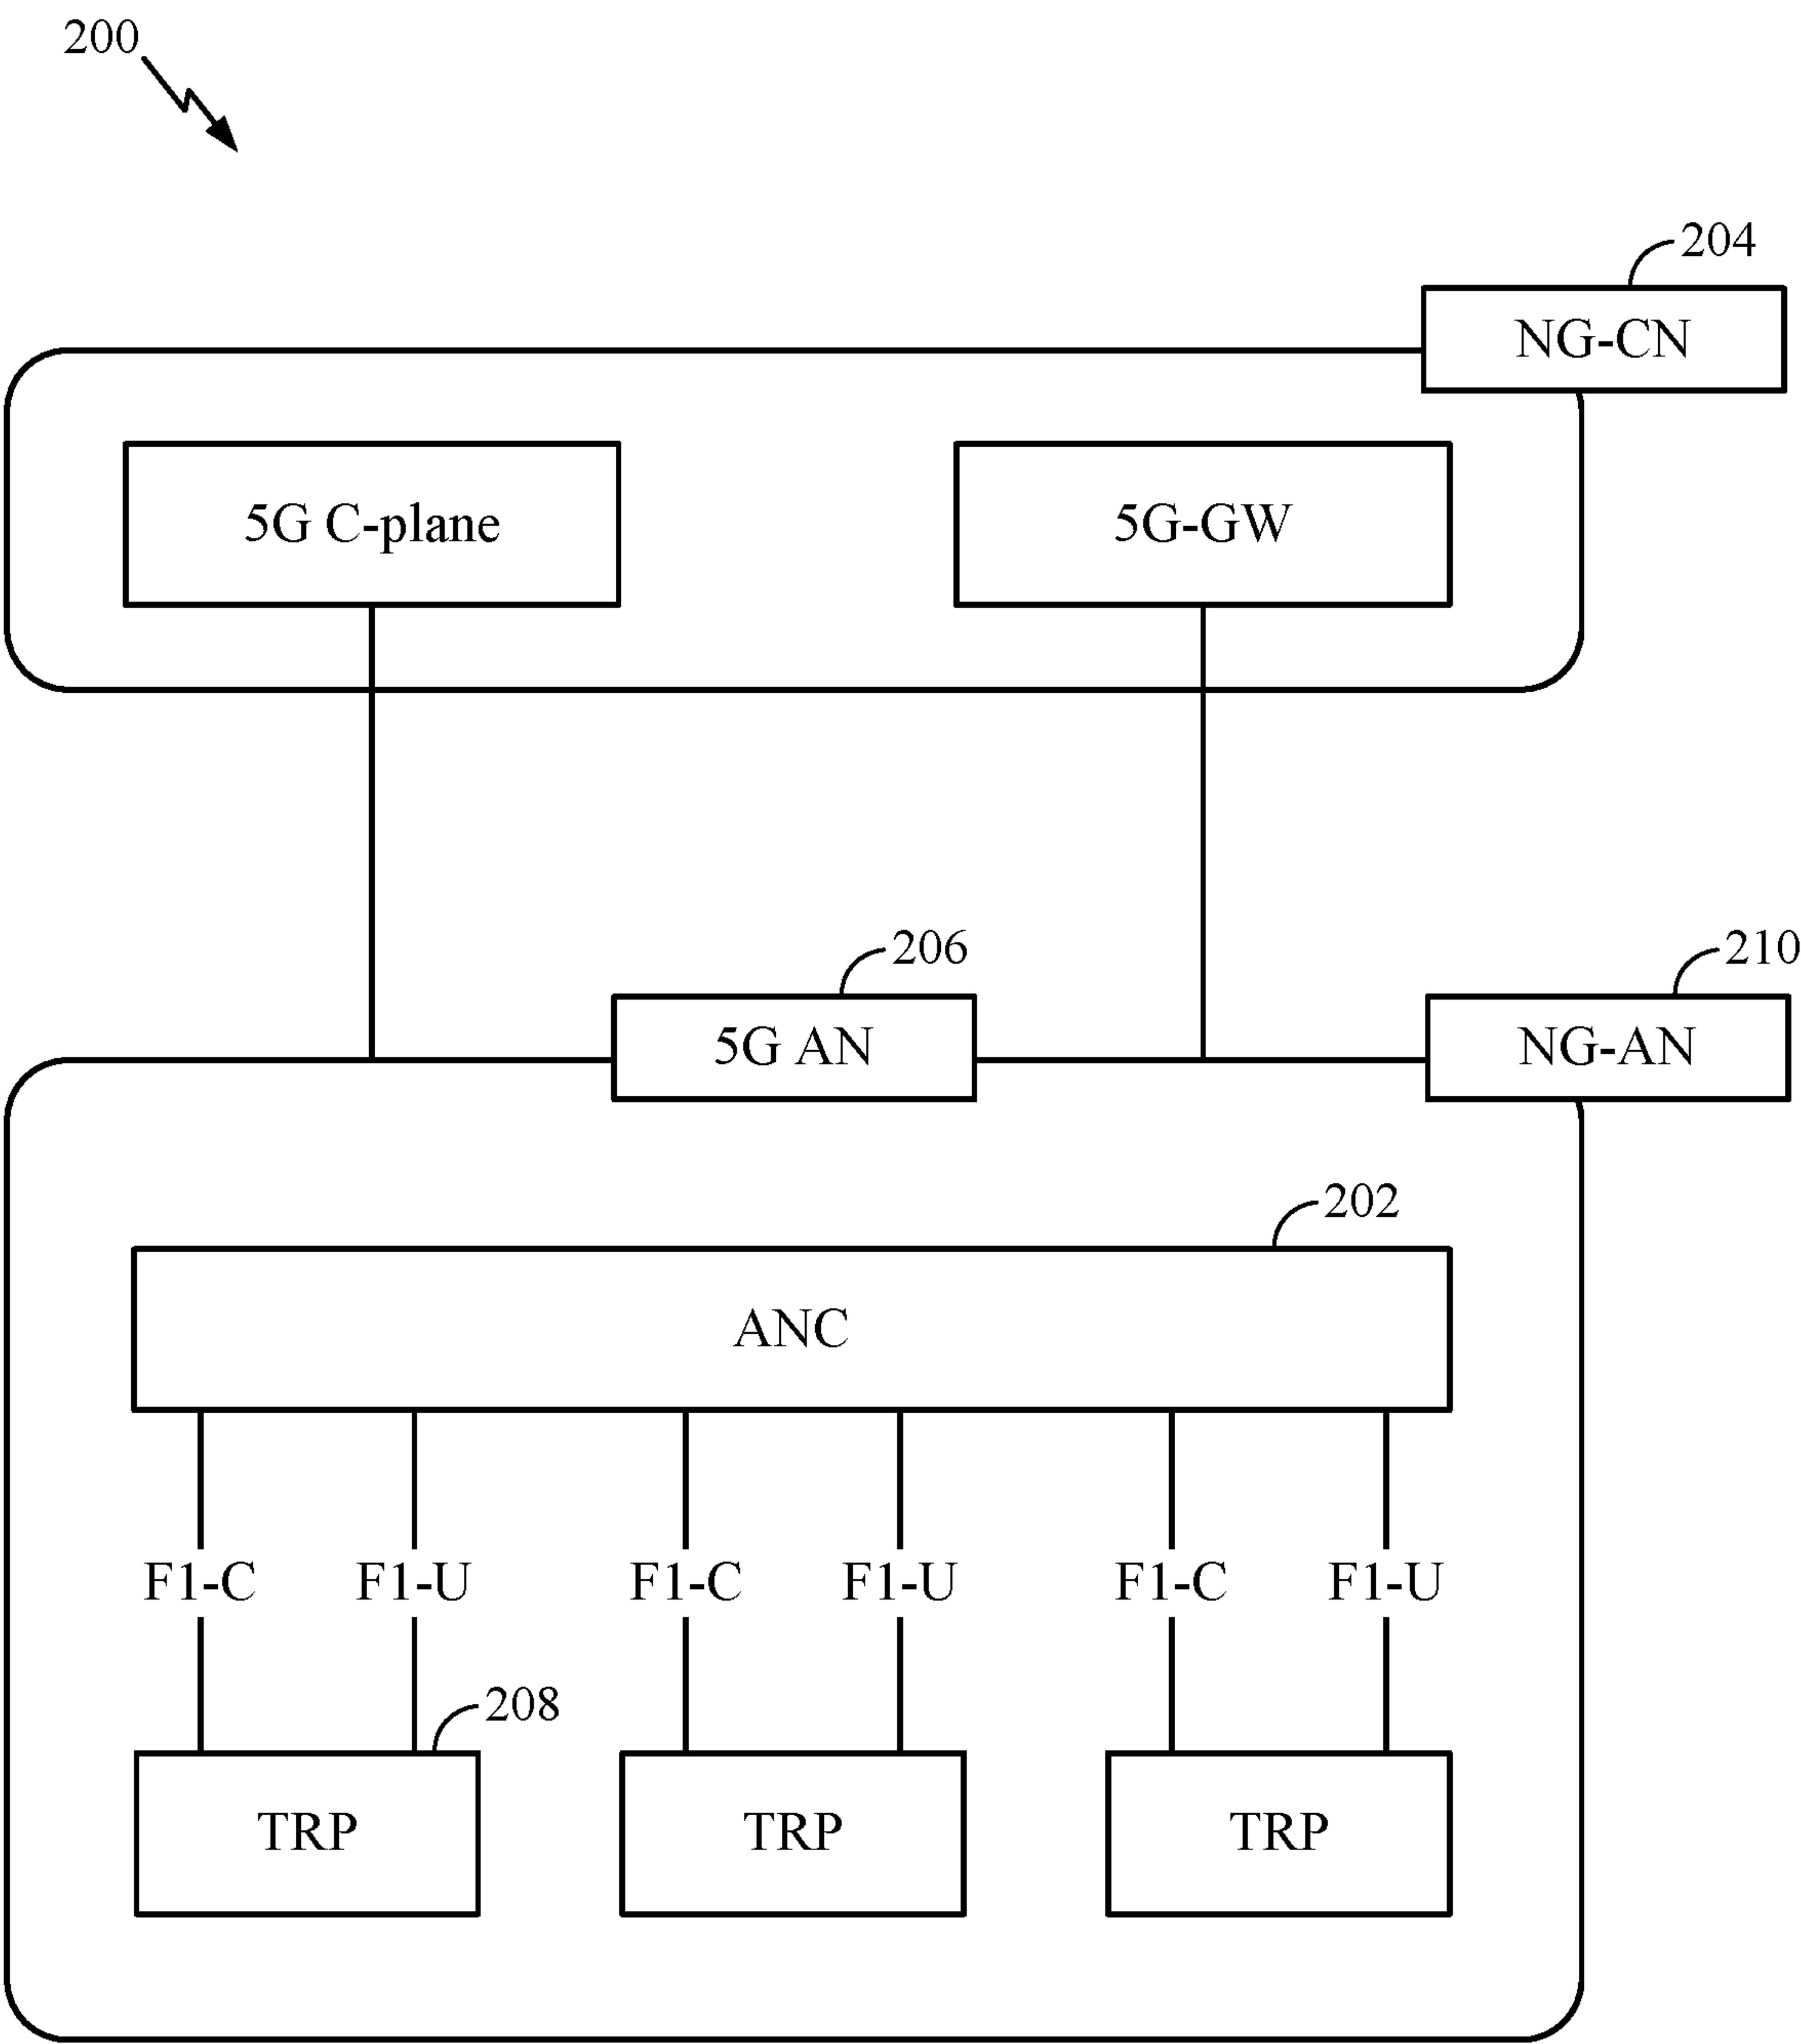 200
204
NG-CN
5G C-plane
5G-GW
206
210
5G AN
NG-AN
202
ANC
F1-C
F1-U
F1-C
F1-U
F1-C
F1-U
208
TRP
TRP
TRP